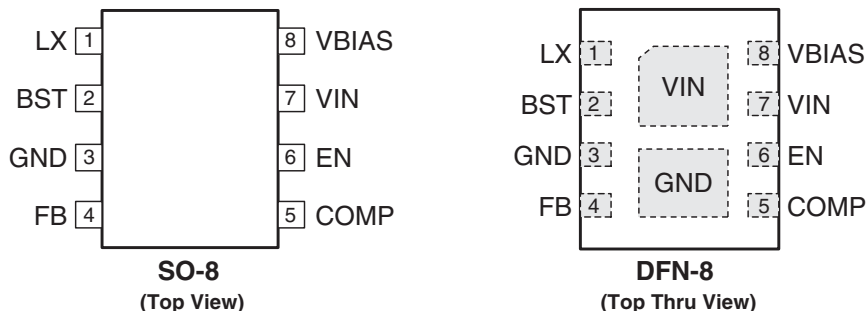 LX 1 8 VBIAS
BST 2 7 VIN
GND 3 6 EN
FB 4 5 COMP
SO-8
(Top View)
LX 1 8 VBIAS
VIN
BST 2 7 VIN
GND 3 6 EN
GND
FB 4 5 COMP
DFN-8
(Top Thru View)